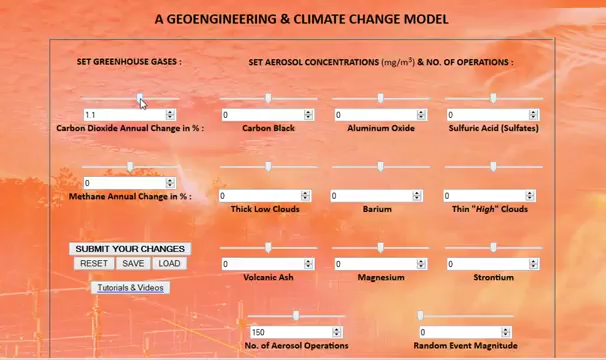 A GEOENGINEERING & CLIMATE CHANGE MODEL
SET GREENHOUSE GASES :
SET AEROSOL CONCENTRATIONS (mg/m³) & NO. OF OPERATIONS :
1.1
0
0
0
Carbon Dioxide Annual Change in % :
Carbon Black
Aluminum Oxide
Sulfuric Acid (Sulfates)
0
0
0
0
Methane Annual Change in % :
Thick Low Clouds
Barium
Thin "High" Clouds
SUBMIT YOUR CHANGES
RESET SAVE LOAD
0
0
0
Volcanic Ash
Magnesium
Strontium
Tutorials & Videos
150
0
No. of Aerosol Operations
Random Event Magnitude